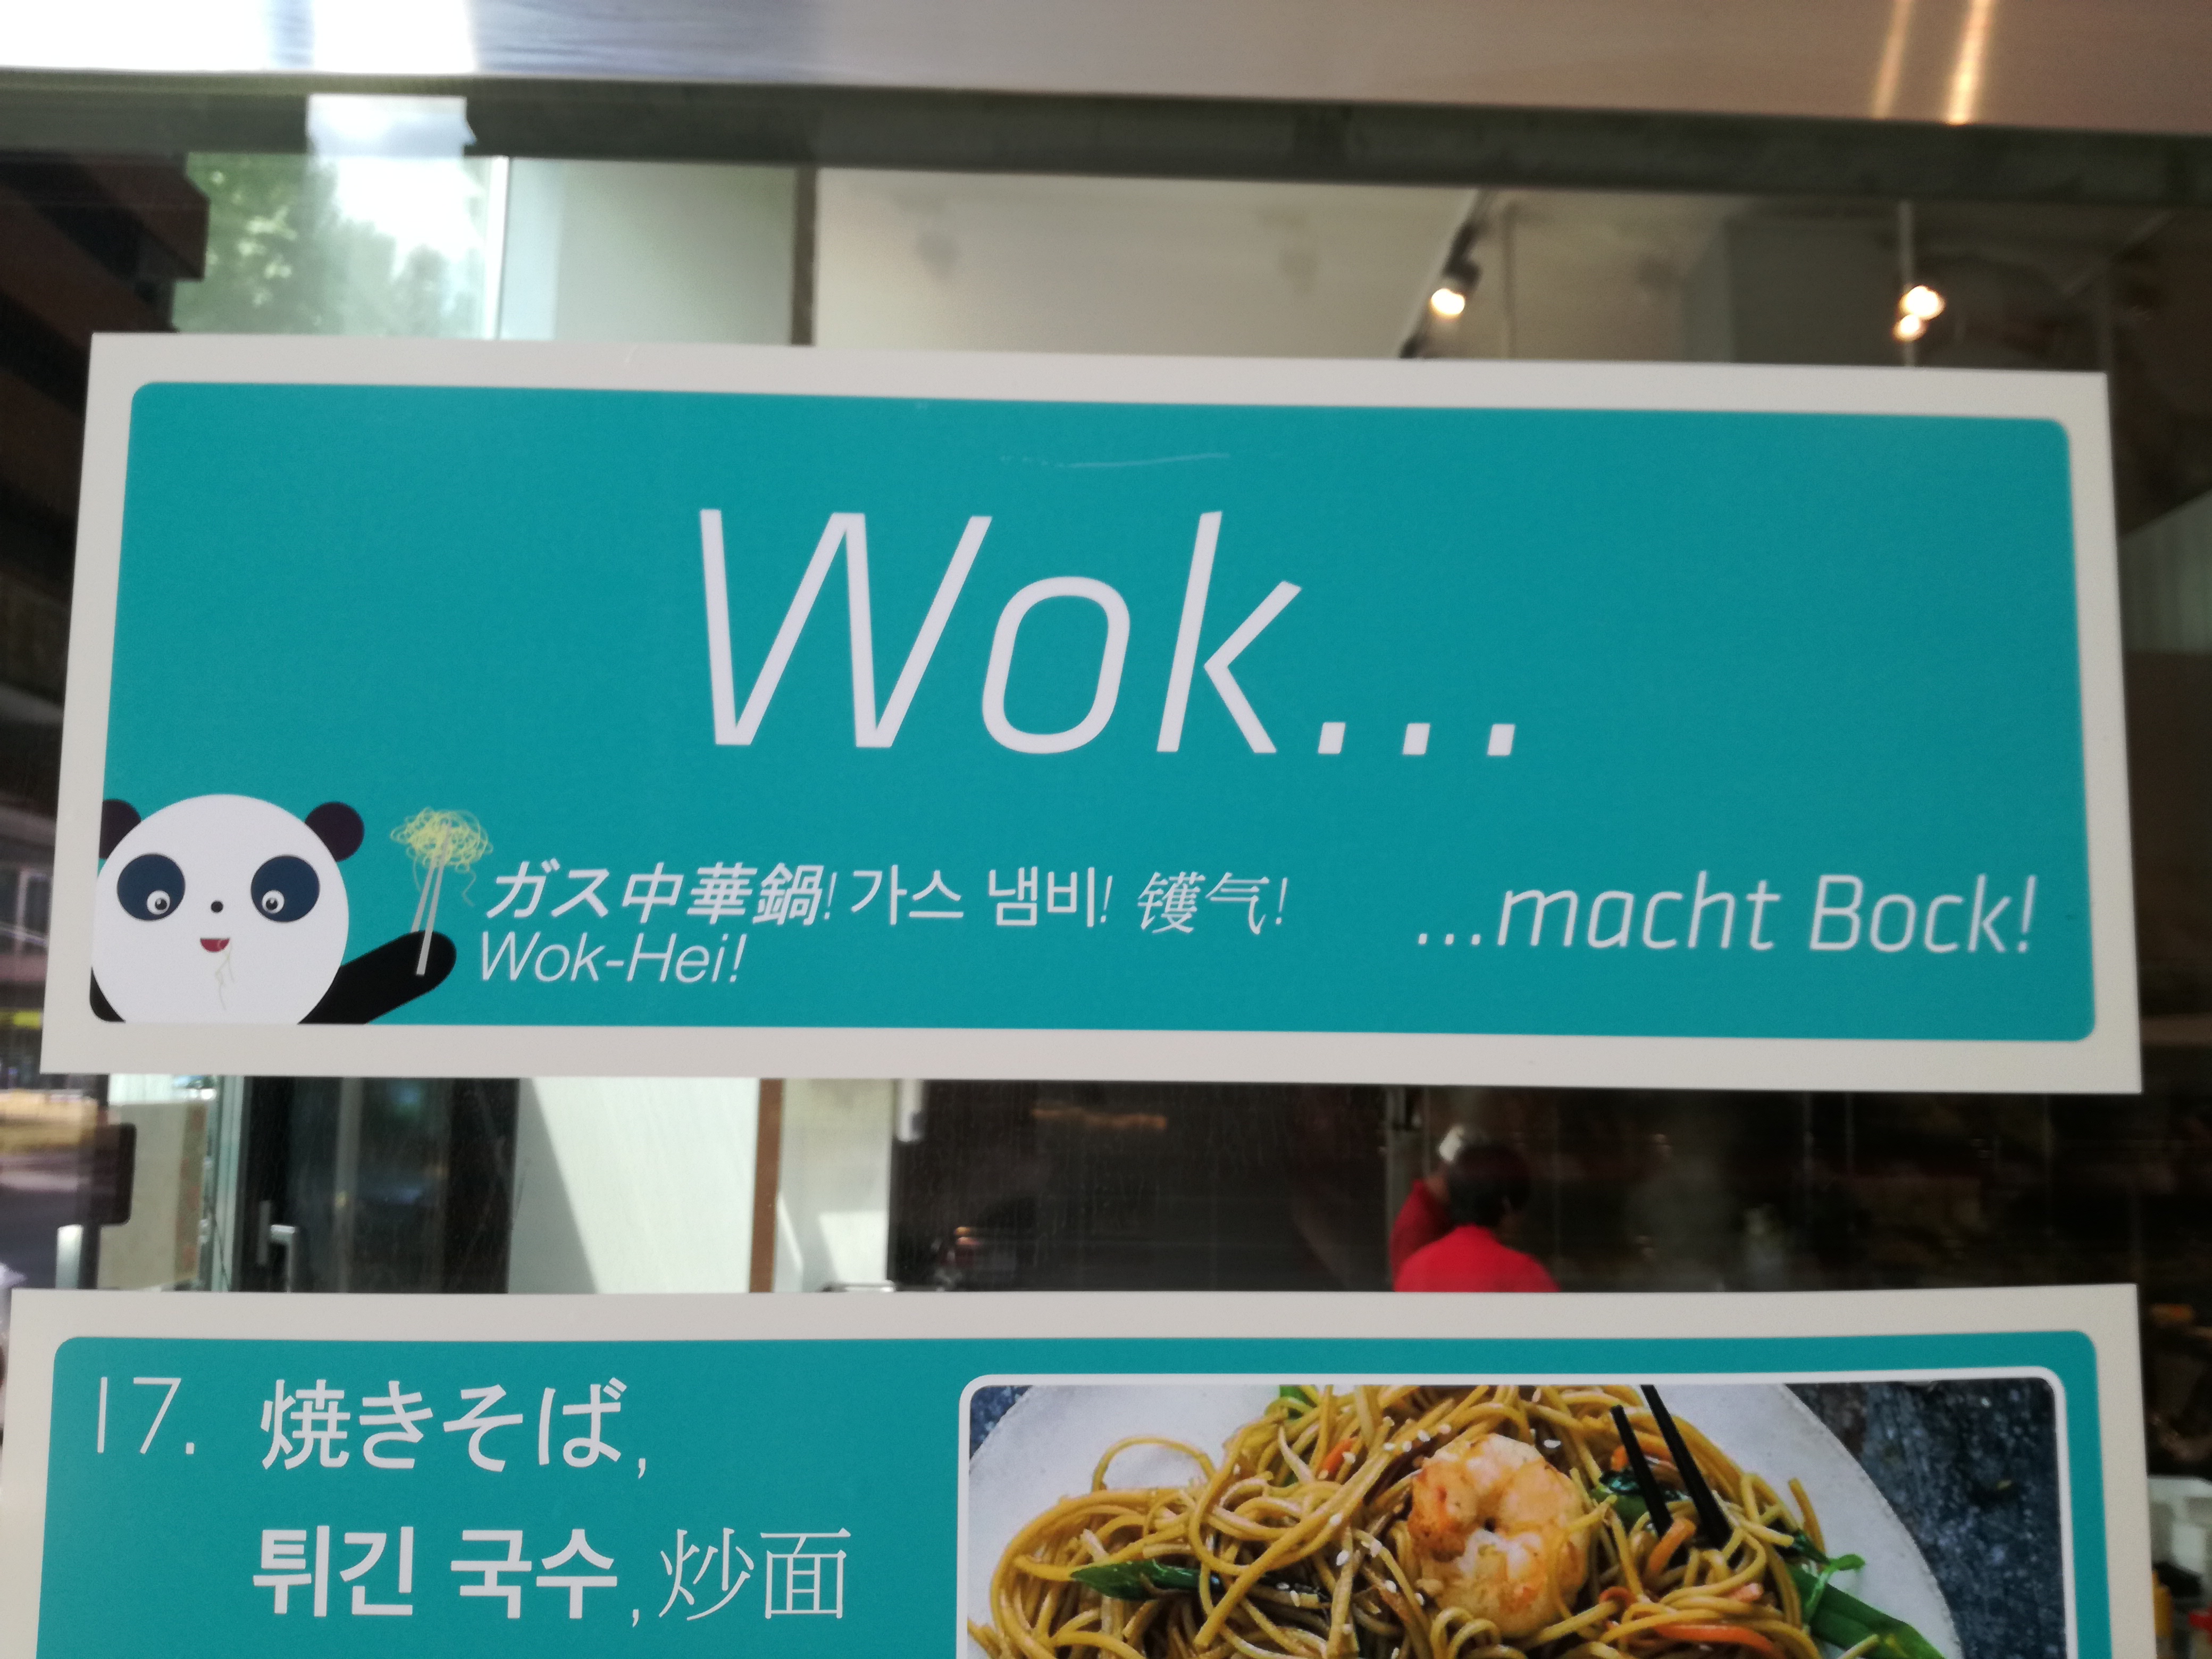 Wok...
ガス中華鍋! 가스 냄비! 镬气!
Wok-Hei!
...macht Bock!
17. 焼きそば,
튀긴 국수, 炒面